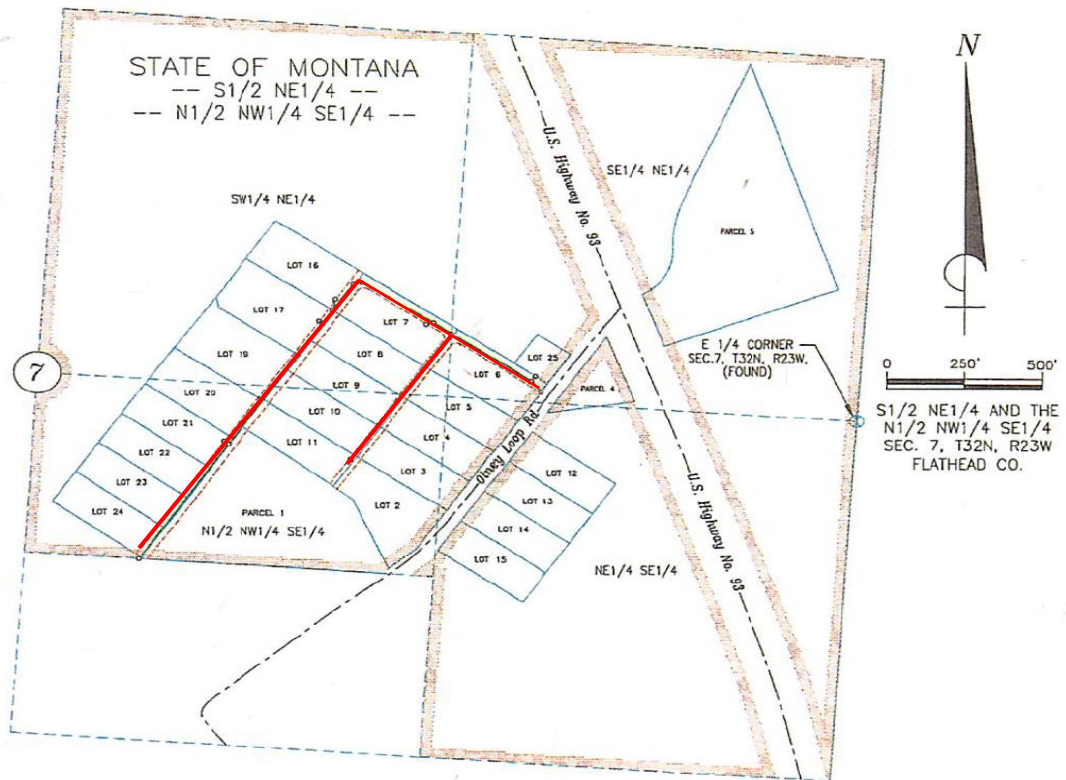 STATE OF MONTANA
-- S1/2 NE1/4 --
-- N1/2 NW1/4 SE1/4 --
N
U.S. Highway No. 93
SE1/4 NE1/4
SW1/4 NE1/4
PARCEL 5
LOT 16
LOT 17
LOT 7
LOT 8
LOT 19
LOT 9
LOT 6
LOT 25
E 1/4 CORNER
SEC.7, T32N, R23W.
(FOUND)
7
0 250' 500'
LOT 20
LOT 10
LOT 5
PARCEL 4
S1/2 NE1/4 AND THE
N1/2 NW1/4 SE1/4
SEC. 7, T32N, R23W
FLATHEAD CO.
LOT 21
LOT 11
LOT 4
Olney Loop Rd
LOT 22
LOT 3
LOT 12
LOT 23
LOT 2
LOT 13
LOT 24
PARCEL 1
N1/2 NW1/4 SE1/4
LOT 14
LOT 15
NE1/4 SE1/4
U.S. Highway No. 93